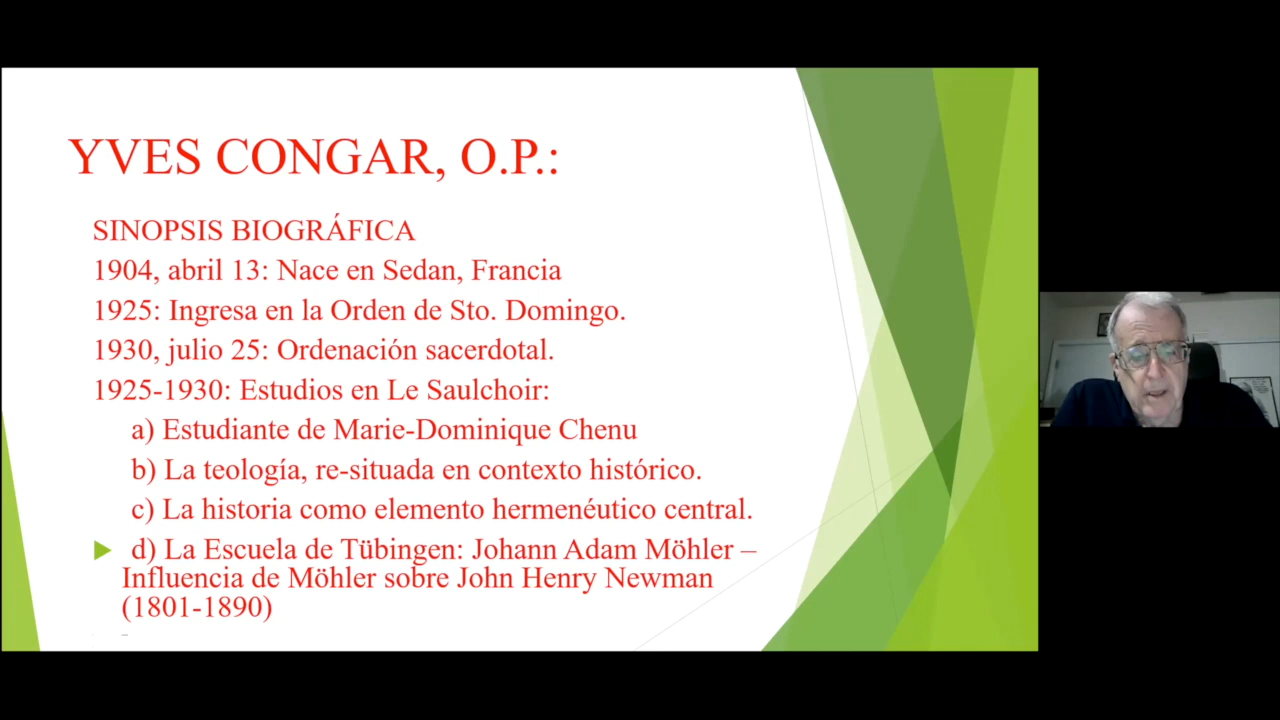 YVES CONGAR, O.P.:
SINOPSIS BIOGRÁFICA
1904, abril 13: Nace en Sedan, Francia
1925: Ingresa en la Orden de Sto. Domingo.
1930, julio 25: Ordenación sacerdotal.
1925-1930: Estudios en Le Saulchoir:
a) Estudiante de Marie-Dominique Chenu
b) La teología, re-situada en contexto histórico.
c) La historia como elemento hermenéutico central.
d) La Escuela de Tübingen: Johann Adam Möhler –
Influencia de Möhler sobre John Henry Newman
(1801-1890)